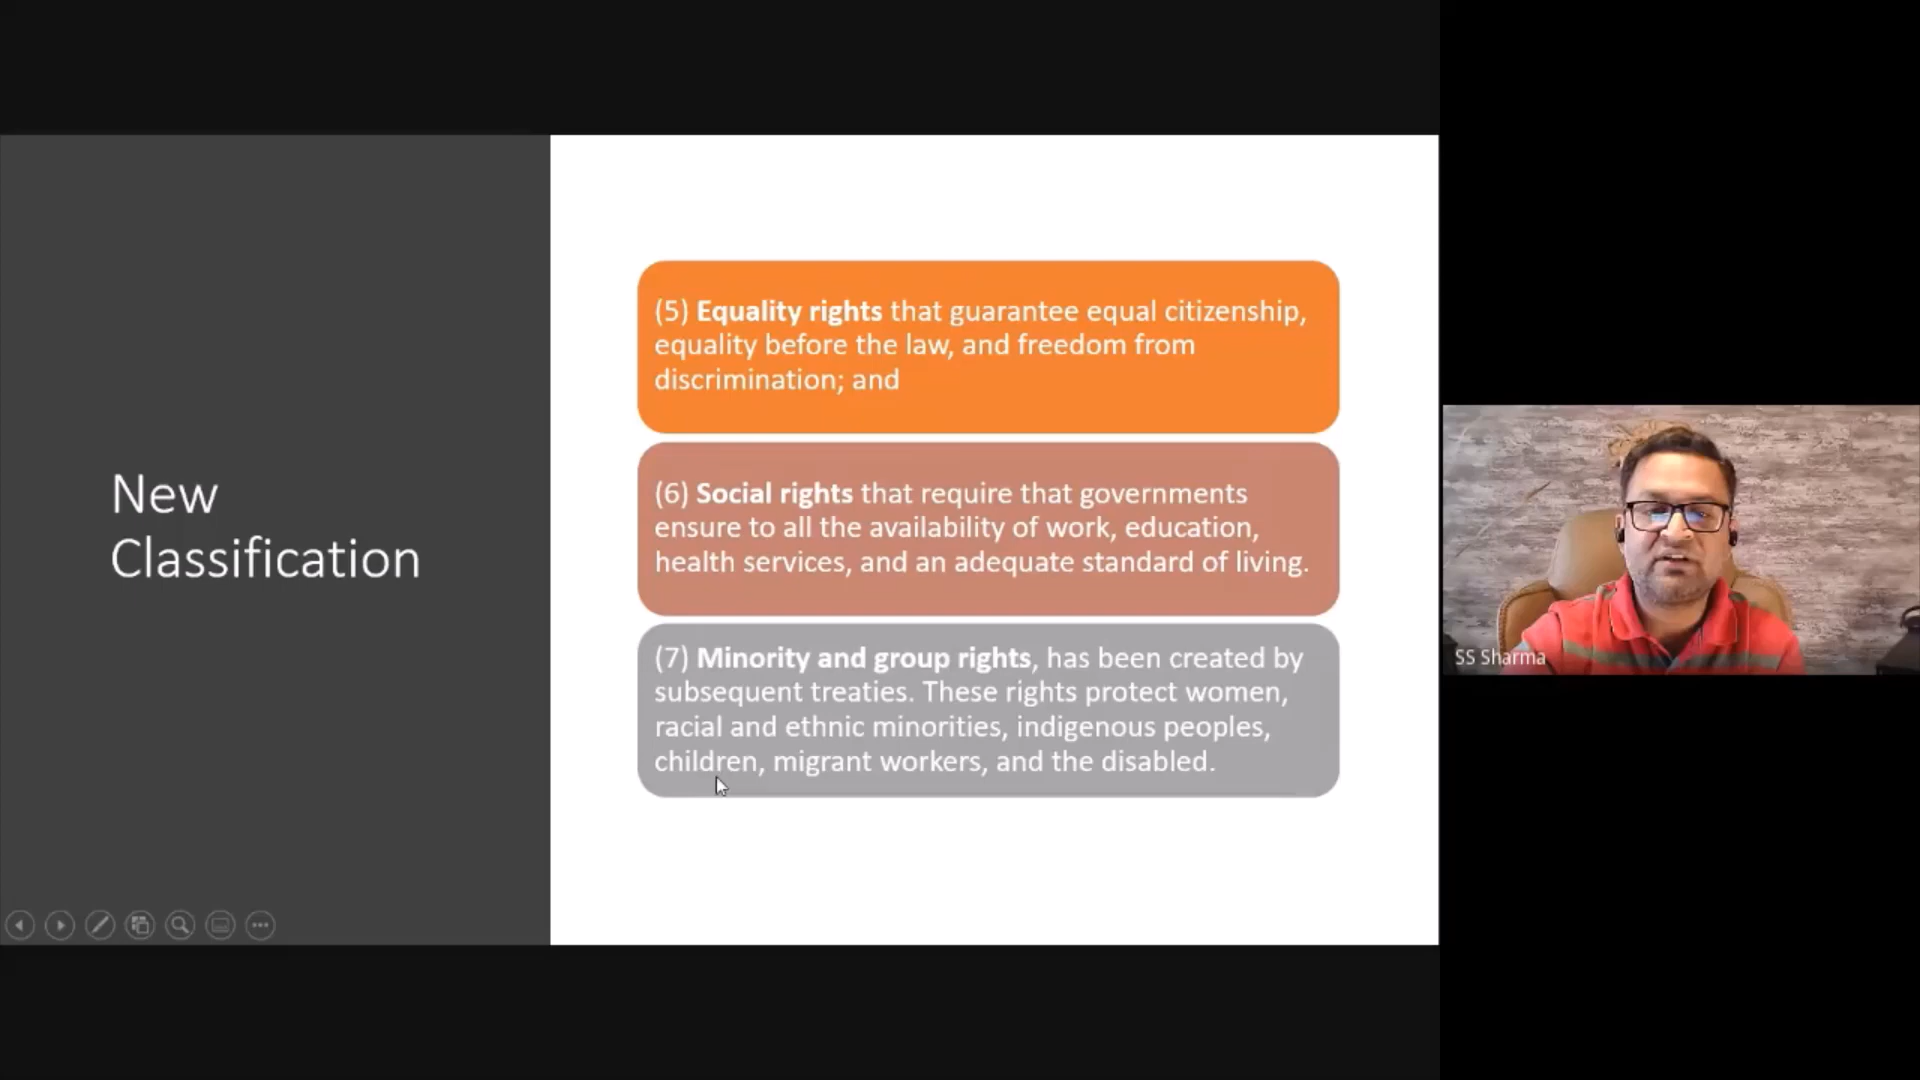 New
Classification
(5) Equality rights that guarantee equal citizenship,
equality before the law, and freedom from
discrimination; and
(6) Social rights that require that governments
ensure to all the availability of work, education,
health services, and an adequate standard of living.
(7) Minority and group rights, has been created by
subsequent treaties. These rights protect women,
racial and ethnic minorities, indigenous peoples,
children, migrant workers, and the disabled.
SS Sharma